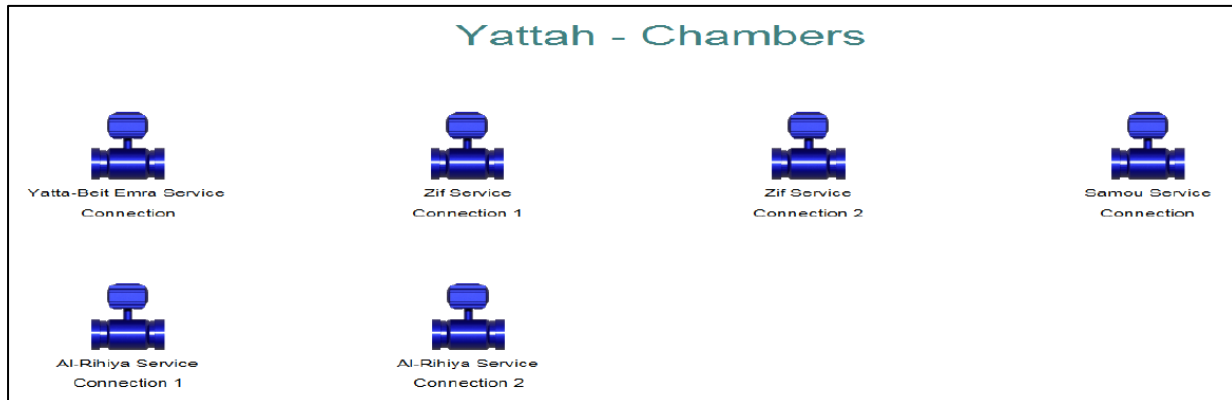 Yattah - Chambers
Yatta-Beit Emra Service
Connection
Zif Service
Connection 1
Zif Service
Connection 2
Samou Service
Connection
Al-Rihiya Service
Connection 1
Al-Rihiya Service
Connection 2